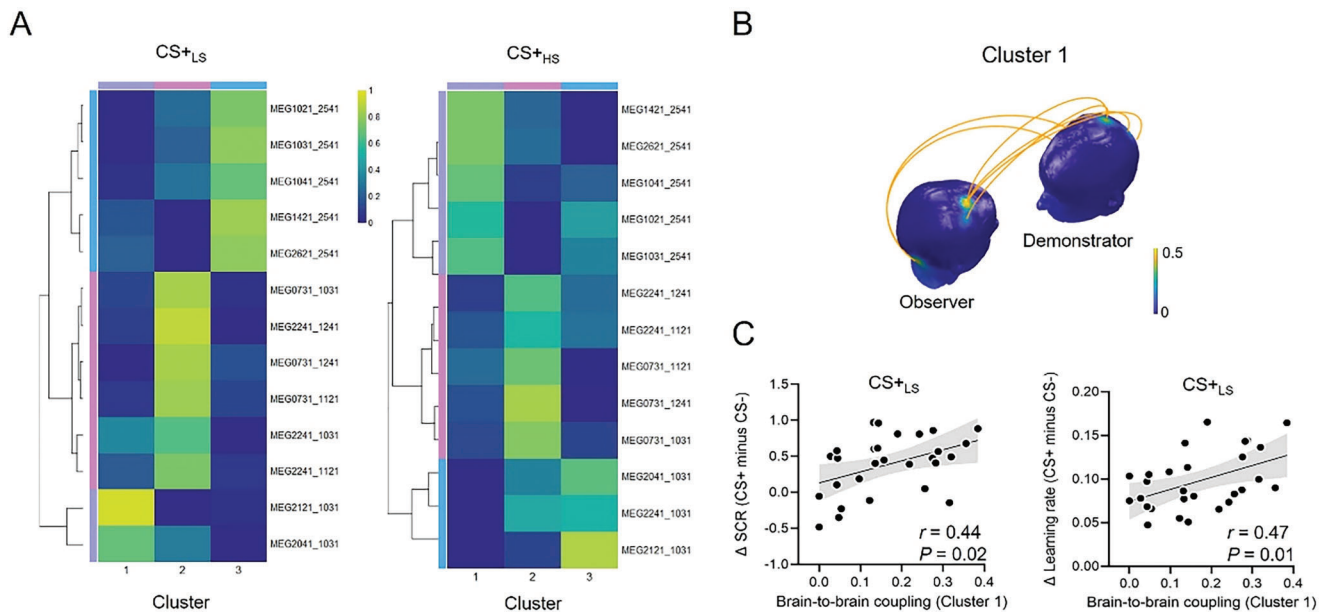 A
CS+LS
MEG1021_2541
MEG1031_2541
MEG1041_2541
MEG1421_2541
MEG2621_2541
MEG0731_1031
MEG2241_1241
MEG0731_1241
MEG0731_1121
MEG2241_1031
MEG2241_1121
MEG2121_1031
MEG2041_1031
1 2 3
Cluster
1
0.8
0.6
0.4
0.2
0
CS+HS
MEG1421_2541
MEG2621_2541
MEG1041_2541
MEG1021_2541
MEG1031_2541
MEG2241_1241
MEG2241_1121
MEG0731_1121
MEG0731_1241
MEG0731_1031
MEG2041_1031
MEG2241_1031
MEG2121_1031
1 2 3
Cluster
B
Cluster 1
Demonstrator
Observer
0.5
0
C
CS+LS
Δ SCR (CS+ minus CS-)
1.5
1.0
0.5
0.0
-0.5
-1.0
r = 0.44
P = 0.02
0.0 0.1 0.2 0.3 0.4
Brain-to-brain coupling (Cluster 1)
CS+LS
Δ Learning rate (CS+ minus CS-)
0.20
0.15
0.10
0.05
0.00
r = 0.47
P = 0.01
0.0 0.1 0.2 0.3 0.4
Brain-to-brain coupling (Cluster 1)